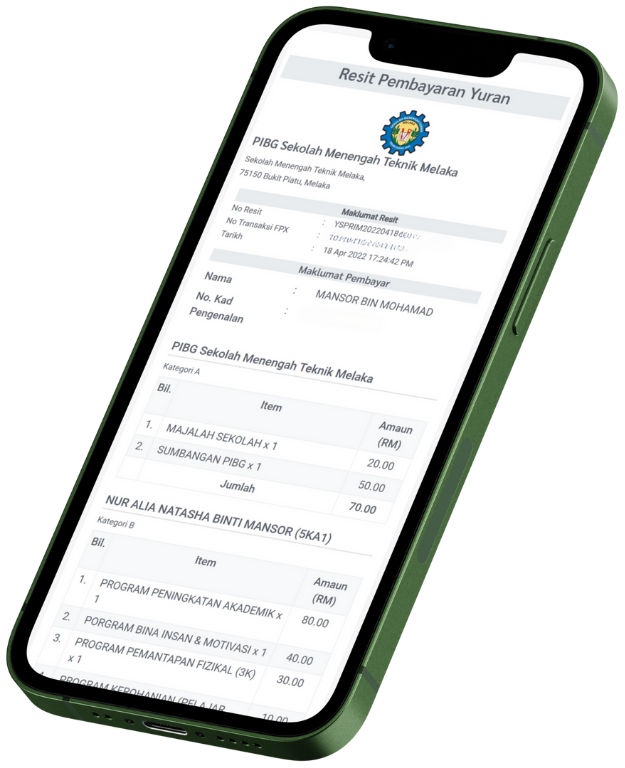 Resit Pembayaran Yuran
PIBG Sekolah Menengah Teknik Melaka
Sekolah Menengah Teknik Melaka,
75150 Bukit Piatu, Melaka
Maklumat Resit
No Resit : YSPRIM2022041860
No Transaksi FPX :
Tarikh : 18 Apr 2022 17:24:42 PM
Maklumat Pembayar
Nama : MANSOR BIN MOHAMAD
No. Kad
Pengenalan :
PIBG Sekolah Menengah Teknik Melaka
Kategori A
Bil. Item Amaun
(RM)
1. MAJALAH SEKOLAH x 1 20.00
2. SUMBANGAN PIBG x 1 50.00
Jumlah 70.00
NUR ALIA NATASHA BINTI MANSOR (5KA1)
Kategori B
Bil. Item Amaun
(RM)
1. PROGRAM PENINGKATAN AKADEMIK x
1 80.00
2. PORGRAM BINA INSAN & MOTIVASI x 1 40.00
3. PROGRAM PEMANTAPAN FIZIKAL (3K)
x 1 30.00
PROGRAM KEROHANIAN (PELAJAR 10.00